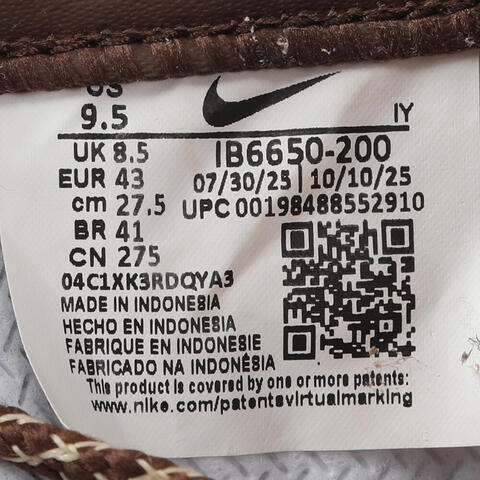 US
9.5
IY
UK 8.5
IB6650-200
EUR 43
07/30/25 | 10/10/25
cm 27.5
UPC 00198488552910
BR 41
CN 275
04C1XK3RDQYA3
MADE IN INDONESIA
HECHO EN INDONESIA
FABRIQUE EN INDONESIE
FABRICADO NA INDONÉSIA
This product is covered by one or more patents:
www.nike.com/patentsvirtualmarking